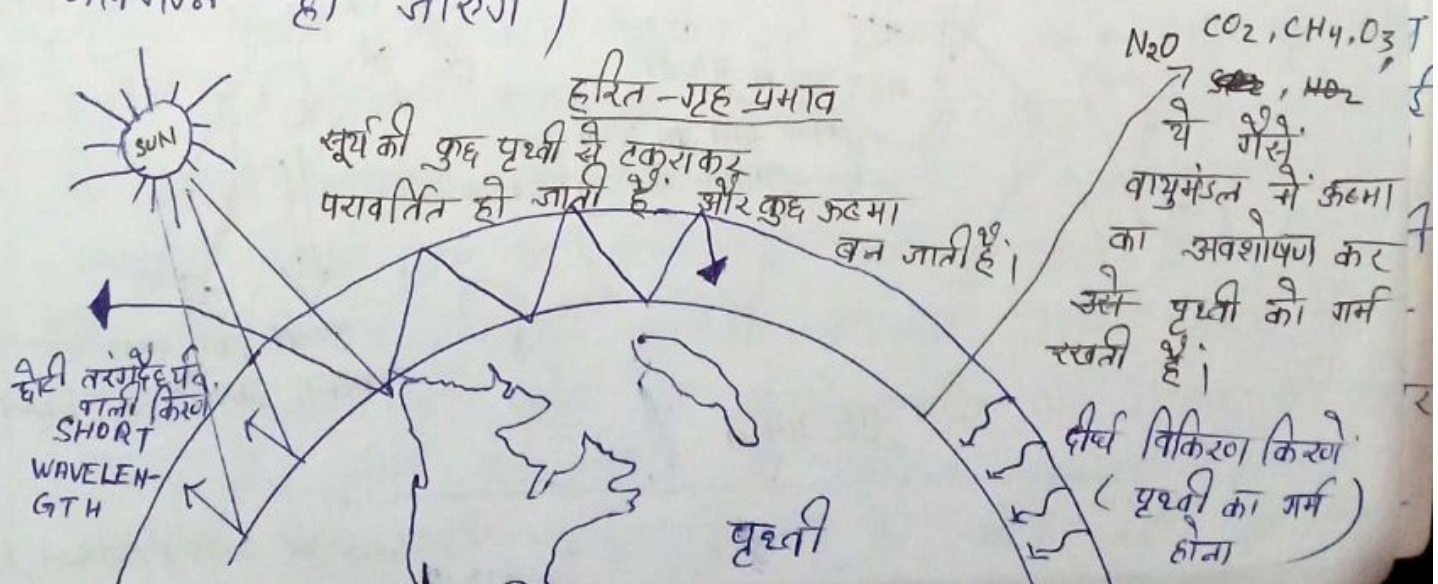 हो जाएगा )
हरित-गृह प्रभाव
SUN
सूर्य की कुछ पृथ्वी से टकराकर
परावर्तित हो जाती हैं और कुछ ऊष्मा
बन जाती हैं।
N₂O CO₂, CH₄, O₃,
ये गैसें
वायुमंडल में ऊष्मा
का अवशोषण कर
उसे पृथ्वी को गर्म
रखती हैं।
छोटी तरंगदैर्ध्य
वाली किरणें
SHORT
WAVELEN-
GTH
दीर्घ विकिरण किरणें
( पृथ्वी का गर्म )
होना
पृथ्वी